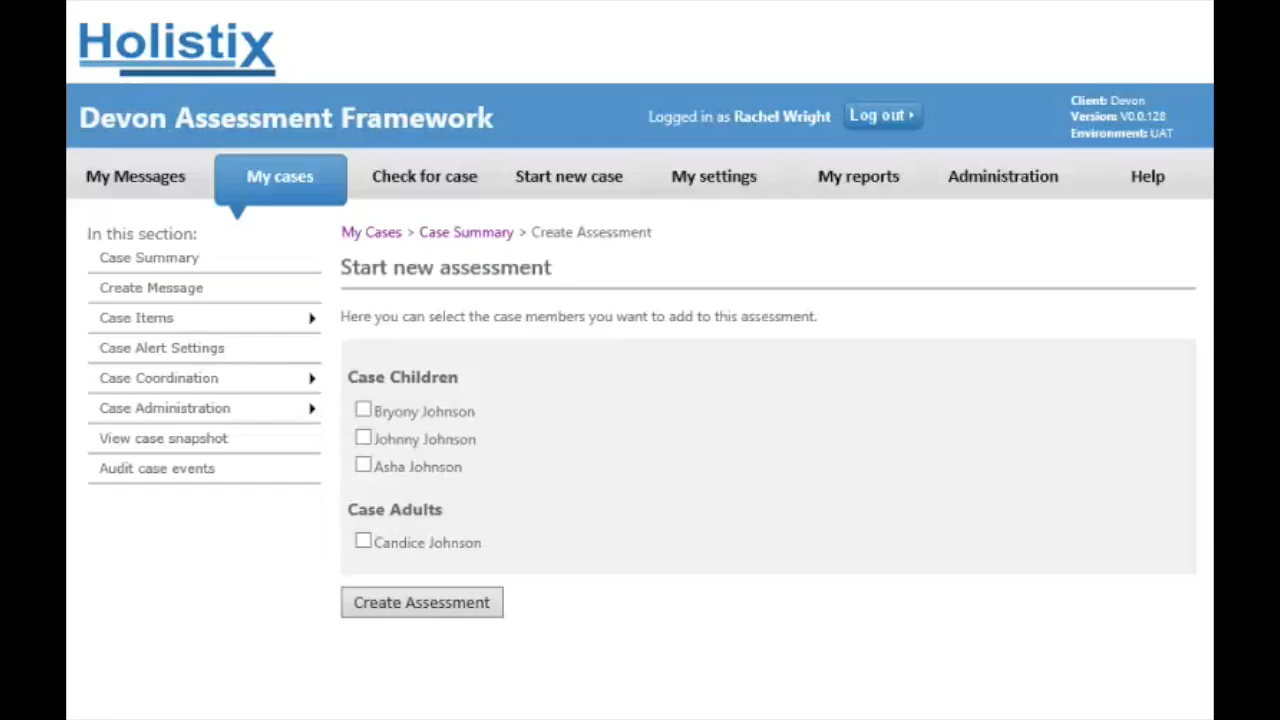 Holistix
Devon Assessment Framework
Logged in as Rachel Wright
Log out
Client: Devon
Version: V0.0.128
Environment: UAT
My Messages
My cases
Check for case
Start new case
My settings
My reports
Administration
Help
In this section:
Case Summary
Create Message
Case Items
Case Alert Settings
Case Coordination
Case Administration
View case snapshot
Audit case events
My Cases > Case Summary > Create Assessment
Start new assessment
Here you can select the case members you want to add to this assessment.
Case Children
Bryony Johnson
Johnny Johnson
Asha Johnson
Case Adults
Candice Johnson
Create Assessment